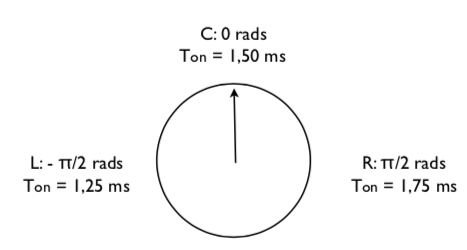 C: 0 rads
Ton = 1,50 ms
L: - π/2 rads
Ton = 1,25 ms
R: π/2 rads
Ton = 1,75 ms